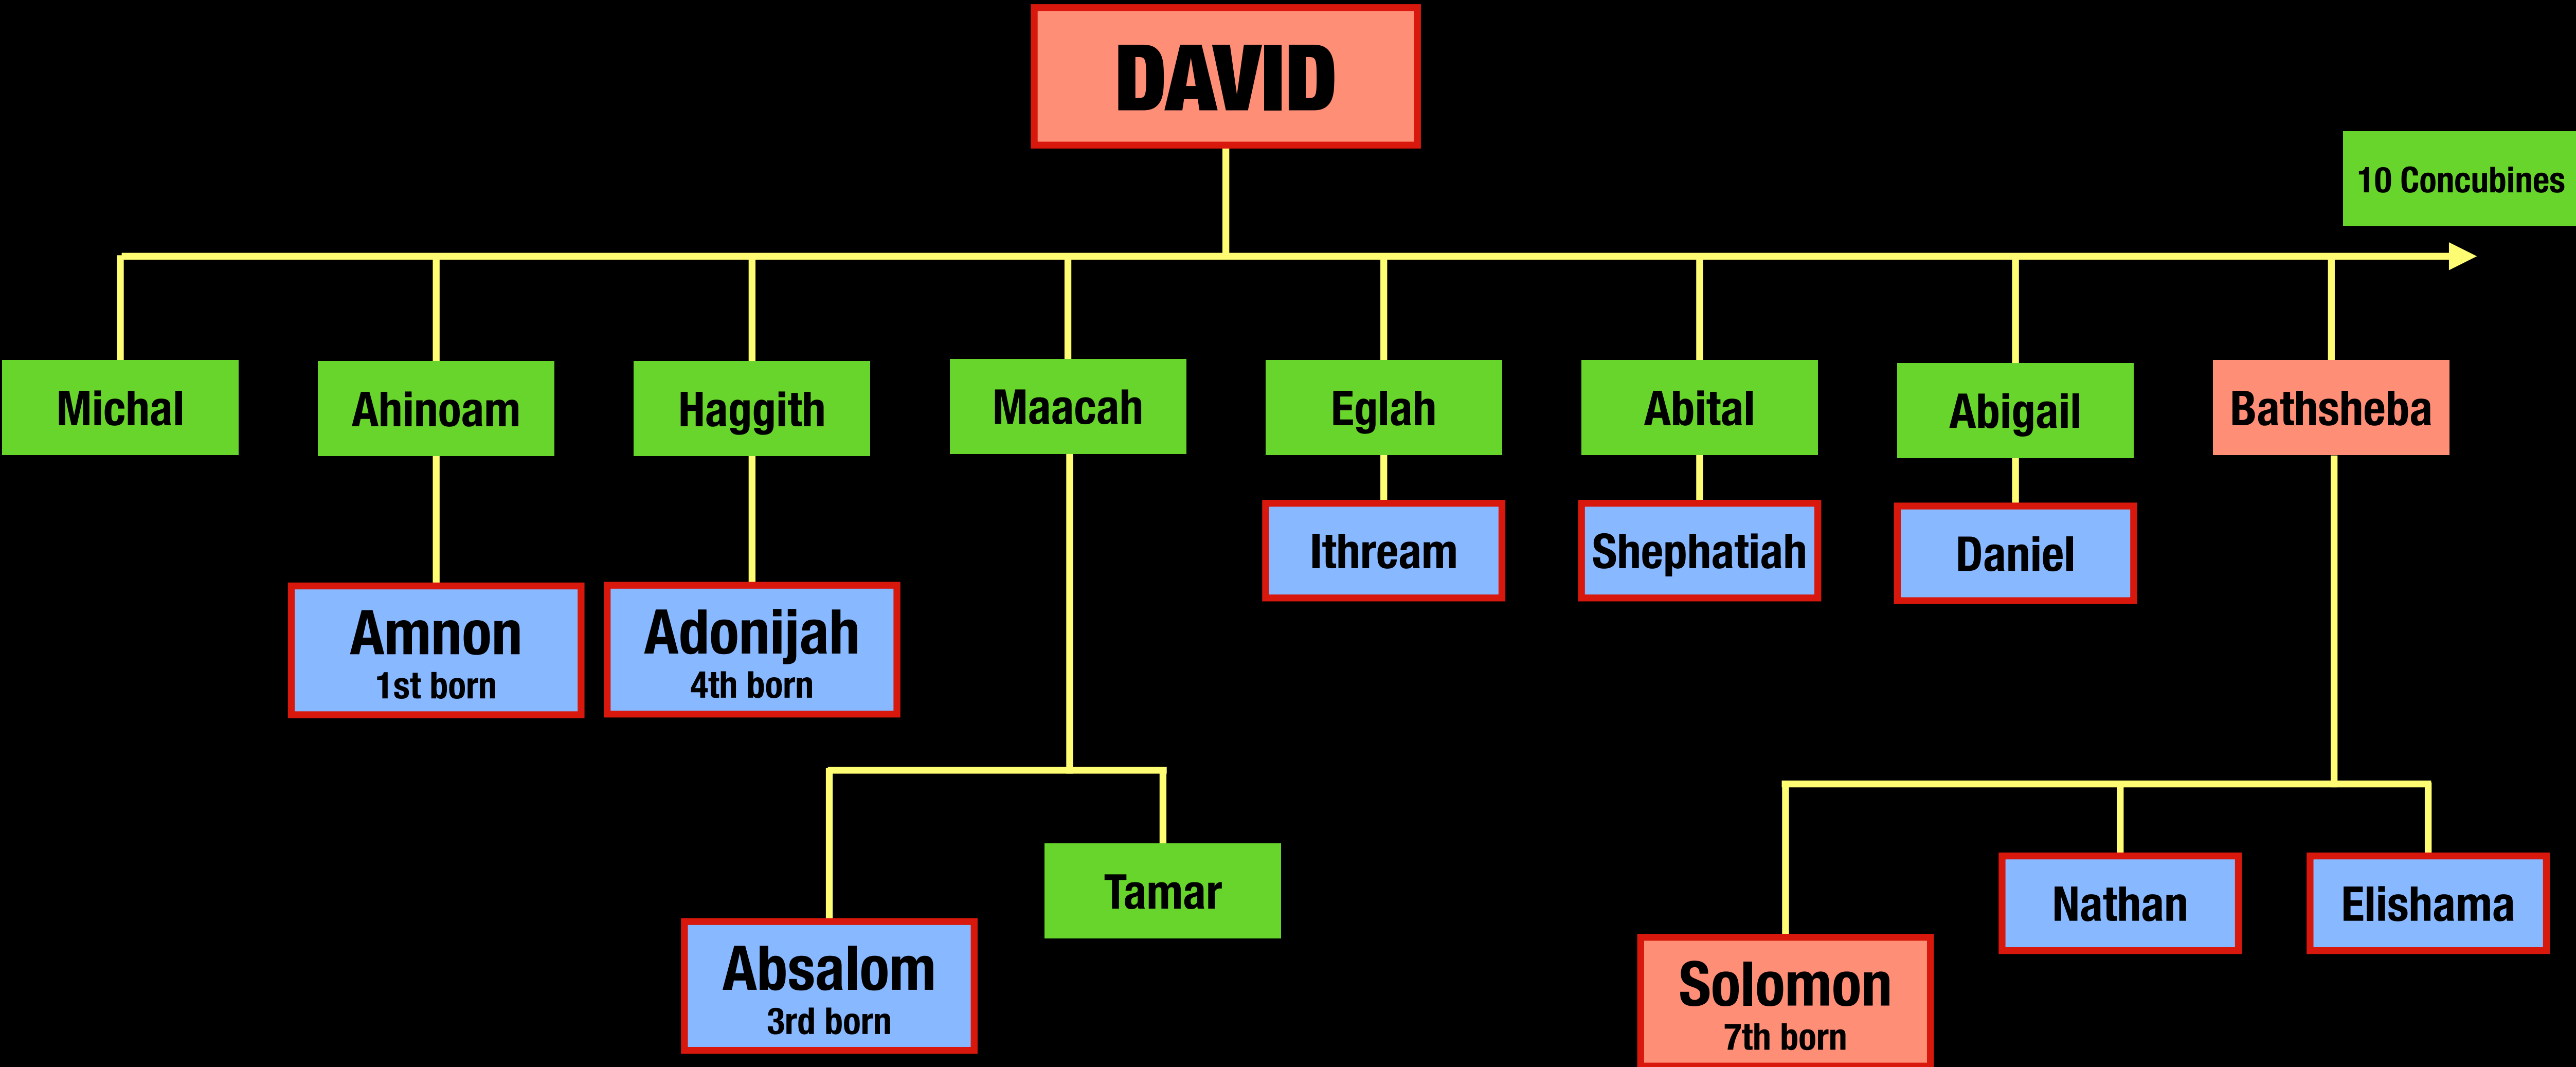 DAVID
10 Concubines
Michal
Ahinoam
Haggith
Maacah
Eglah
Abital
Abigail
Bathsheba
Ithream
Shephatiah
Daniel
Amnon
1st born
Adonijah
4th born
Tamar
Nathan
Elishama
Absalom
3rd born
Solomon
7th born